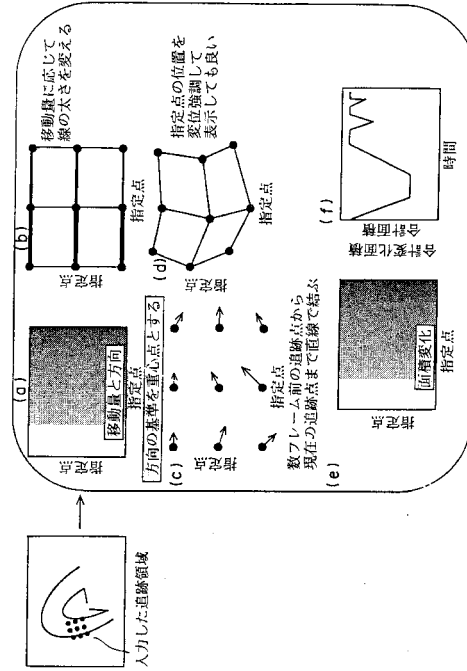 入力した追跡領域
(a)
指定点
移動量と方向
指定点
方向の基準を重心点とする
(b)
指定点
指定点
移動量に応じて
線の太さを変える
(c)
指定点
指定点
数フレーム前の追跡点から
現在の追跡点まで直線で結ぶ
(d)
指定点
指定点
指定点の位置を
変位強調して
表示しても良い
(e)
指定点
面積変化
指定点
(f)
合計変化面積
合計面積
時間